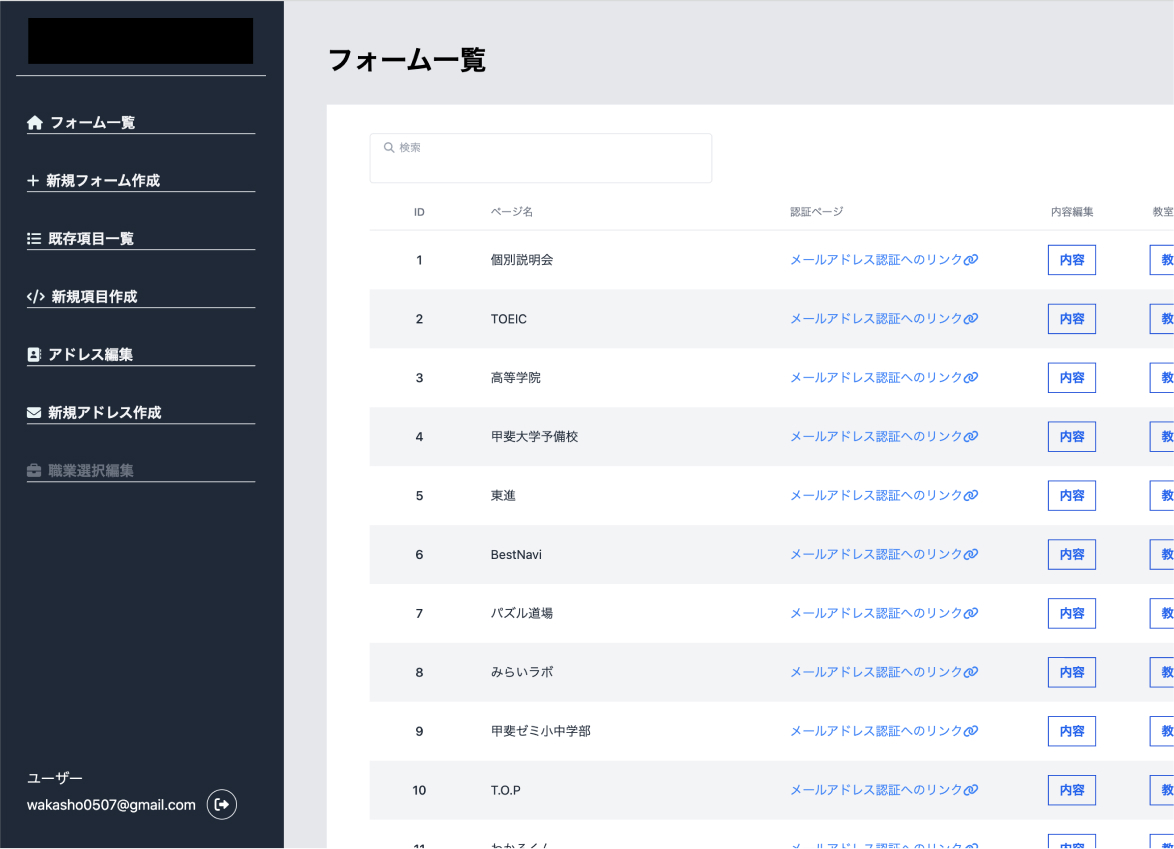 フォーム一覧
新規フォーム作成
既存項目一覧
新規項目作成
アドレス編集
新規アドレス作成
職業選択編集
ユーザー
wakasho0507@gmail.com
フォーム一覧
検索
ID ページ名 認証ページ 内容編集 教室
1 個別説明会 メールアドレス認証へのリンク 内容 教
2 TOEIC メールアドレス認証へのリンク 内容 教
3 高等学院 メールアドレス認証へのリンク 内容 教
4 甲斐大学予備校 メールアドレス認証へのリンク 内容 教
5 東進 メールアドレス認証へのリンク 内容 教
6 BestNavi メールアドレス認証へのリンク 内容 教
7 パズル道場 メールアドレス認証へのリンク 内容 教
8 みらいラボ メールアドレス認証へのリンク 内容 教
9 甲斐ゼミ小中学部 メールアドレス認証へのリンク 内容 教
10 T.O.P メールアドレス認証へのリンク 内容 教
11 メールアドレス認証へのリンク 内容 教